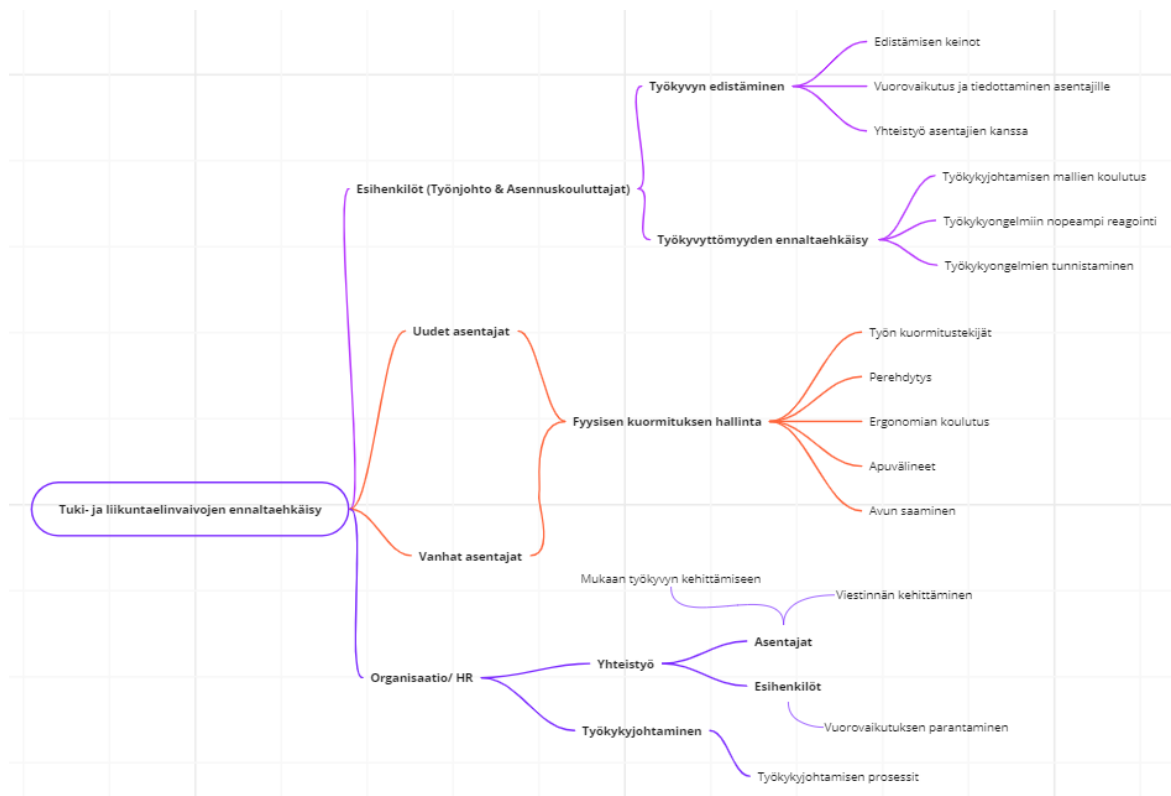 Edistämisen keinot
Työkyvyn edistäminen
Vuorovaikutus ja tiedottaminen asentajille
Yhteistyö asentajien kanssa
Työkykyjohtamisen mallien koulutus
Esihenkilöt (Työnjohto & Asennuskouluttajat)
Työkykyongelmiin nopeampi reagointi
Työkyvyttömyyden ennaltaehkäisy
Työkykyongelmien tunnistaminen
Uudet asentajat
Työn kuormitustekijät
Perehdytys
Fyysisen kuormituksen hallinta
Ergonomian koulutus
Apuvälineet
Tuki- ja liikuntaelinvaivojen ennaltaehkäisy
Avun saaminen
Vanhat asentajat
Mukaan työkyvyn kehittämiseen
Viestinnän kehittäminen
Asentajat
Yhteistyö
Organisaatio/ HR
Esihenkilöt
Vuorovaikutuksen parantaminen
Työkykyjohtaminen
Työkykyjohtamisen prosessit